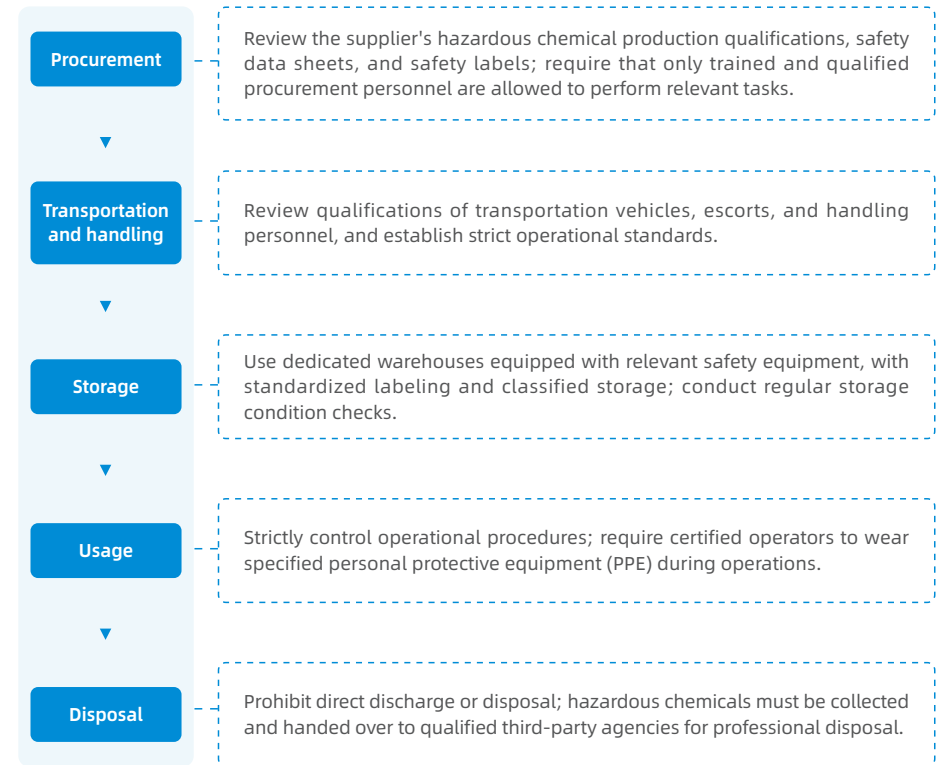 Procurement
Review the supplier's hazardous chemical production qualifications, safety
data sheets, and safety labels; require that only trained and qualified
procurement personnel are allowed to perform relevant tasks.
Transportation
and handling
Review qualifications of transportation vehicles, escorts, and handling
personnel, and establish strict operational standards.
Storage
Use dedicated warehouses equipped with relevant safety equipment, with
standardized labeling and classified storage; conduct regular storage
condition checks.
Usage
Strictly control operational procedures; require certified operators to wear
specified personal protective equipment (PPE) during operations.
Disposal
Prohibit direct discharge or disposal; hazardous chemicals must be collected
and handed over to qualified third-party agencies for professional disposal.